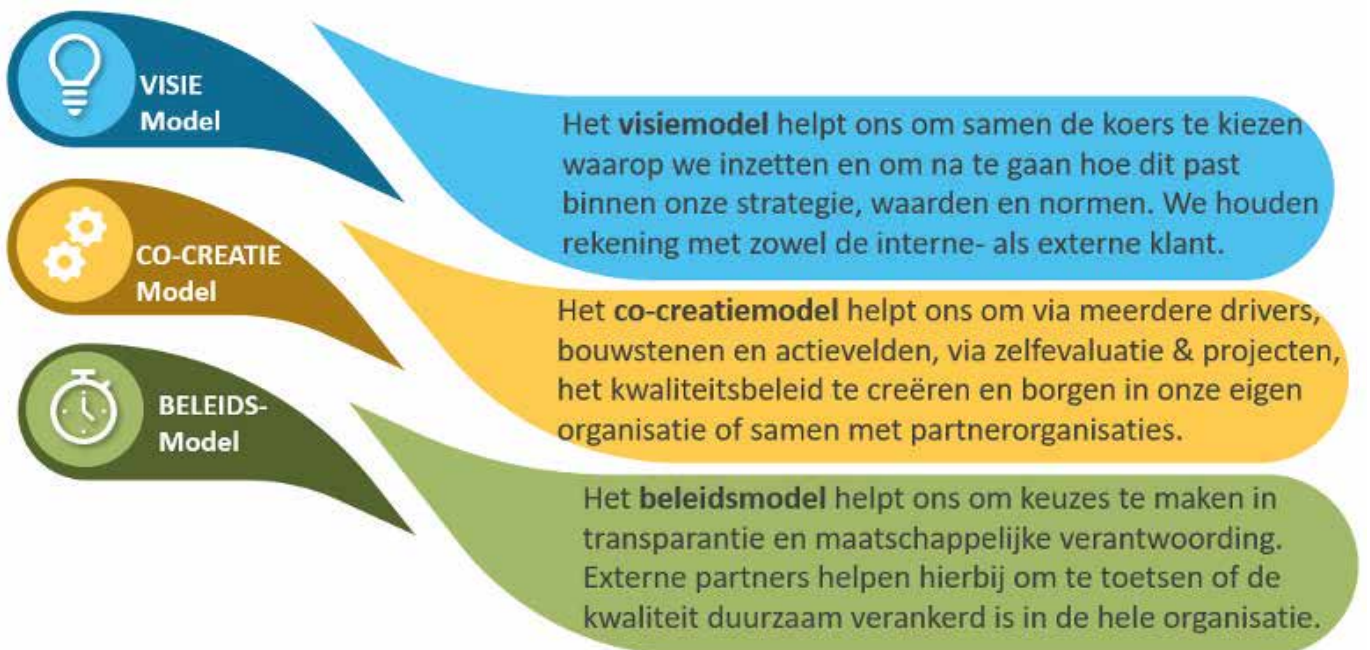 VISIE
Model
Het visiemodel helpt ons om samen de koers te kiezen
waarop we inzetten en om na te gaan hoe dit past
binnen onze strategie, waarden en normen. We houden
rekening met zowel de interne- als externe klant.
CO-CREATIE
Model
Het co-creatiemodel helpt ons om via meerdere drivers,
bouwstenen en actievelden, via zelfevaluatie & projecten,
het kwaliteitsbeleid te creëren en borgen in onze eigen
organisatie of samen met partnerorganisaties.
BELEIDS-
Model
Het beleidsmodel helpt ons om keuzes te maken in
transparantie en maatschappelijke verantwoording.
Externe partners helpen hierbij om te toetsen of de
kwaliteit duurzaam verankerd is in de hele organisatie.